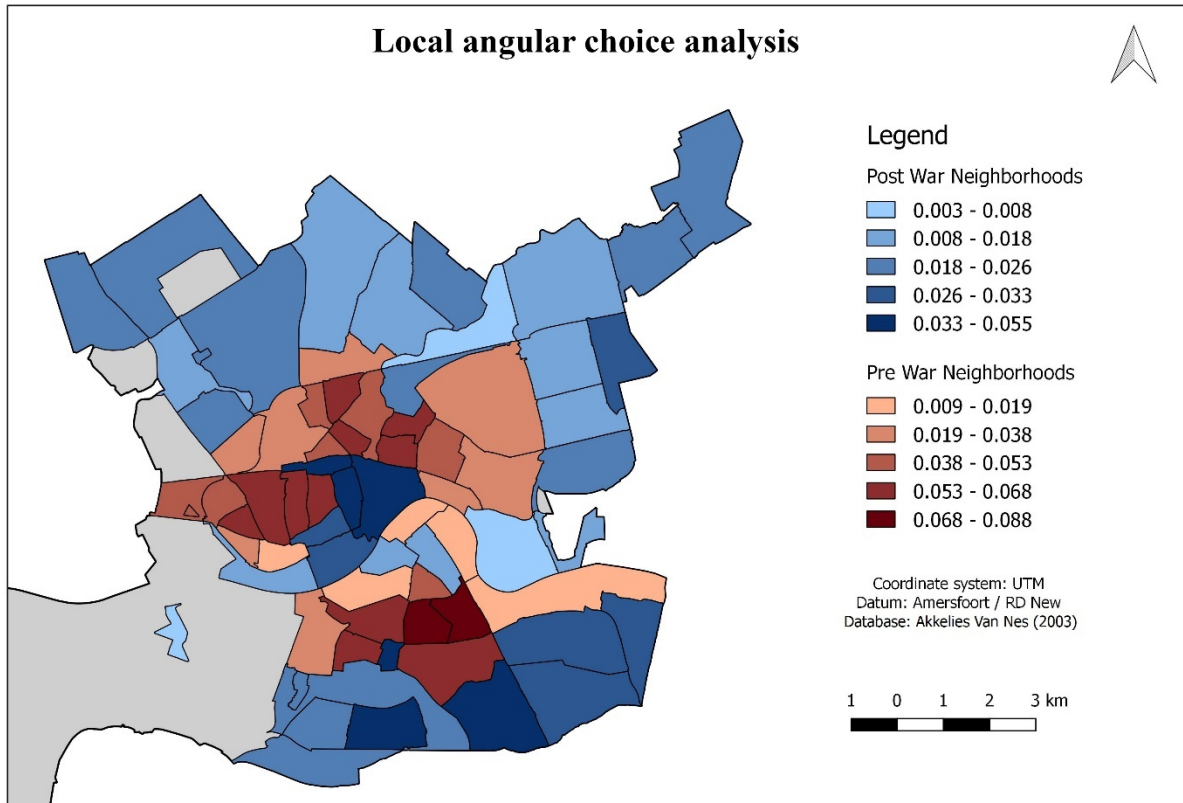 Local angular choice analysis
Legend
Post War Neighborhoods
0.003 - 0.008
0.008 - 0.018
0.018 - 0.026
0.026 - 0.033
0.033 - 0.055
Pre War Neighborhoods
0.009 - 0.019
0.019 - 0.038
0.038 - 0.053
0.053 - 0.068
0.068 - 0.088
Coordinate system: UTM
Datum: Amersfoort / RD New
Database: Akkelies Van Nes (2003)
1 0 1 2 3 km